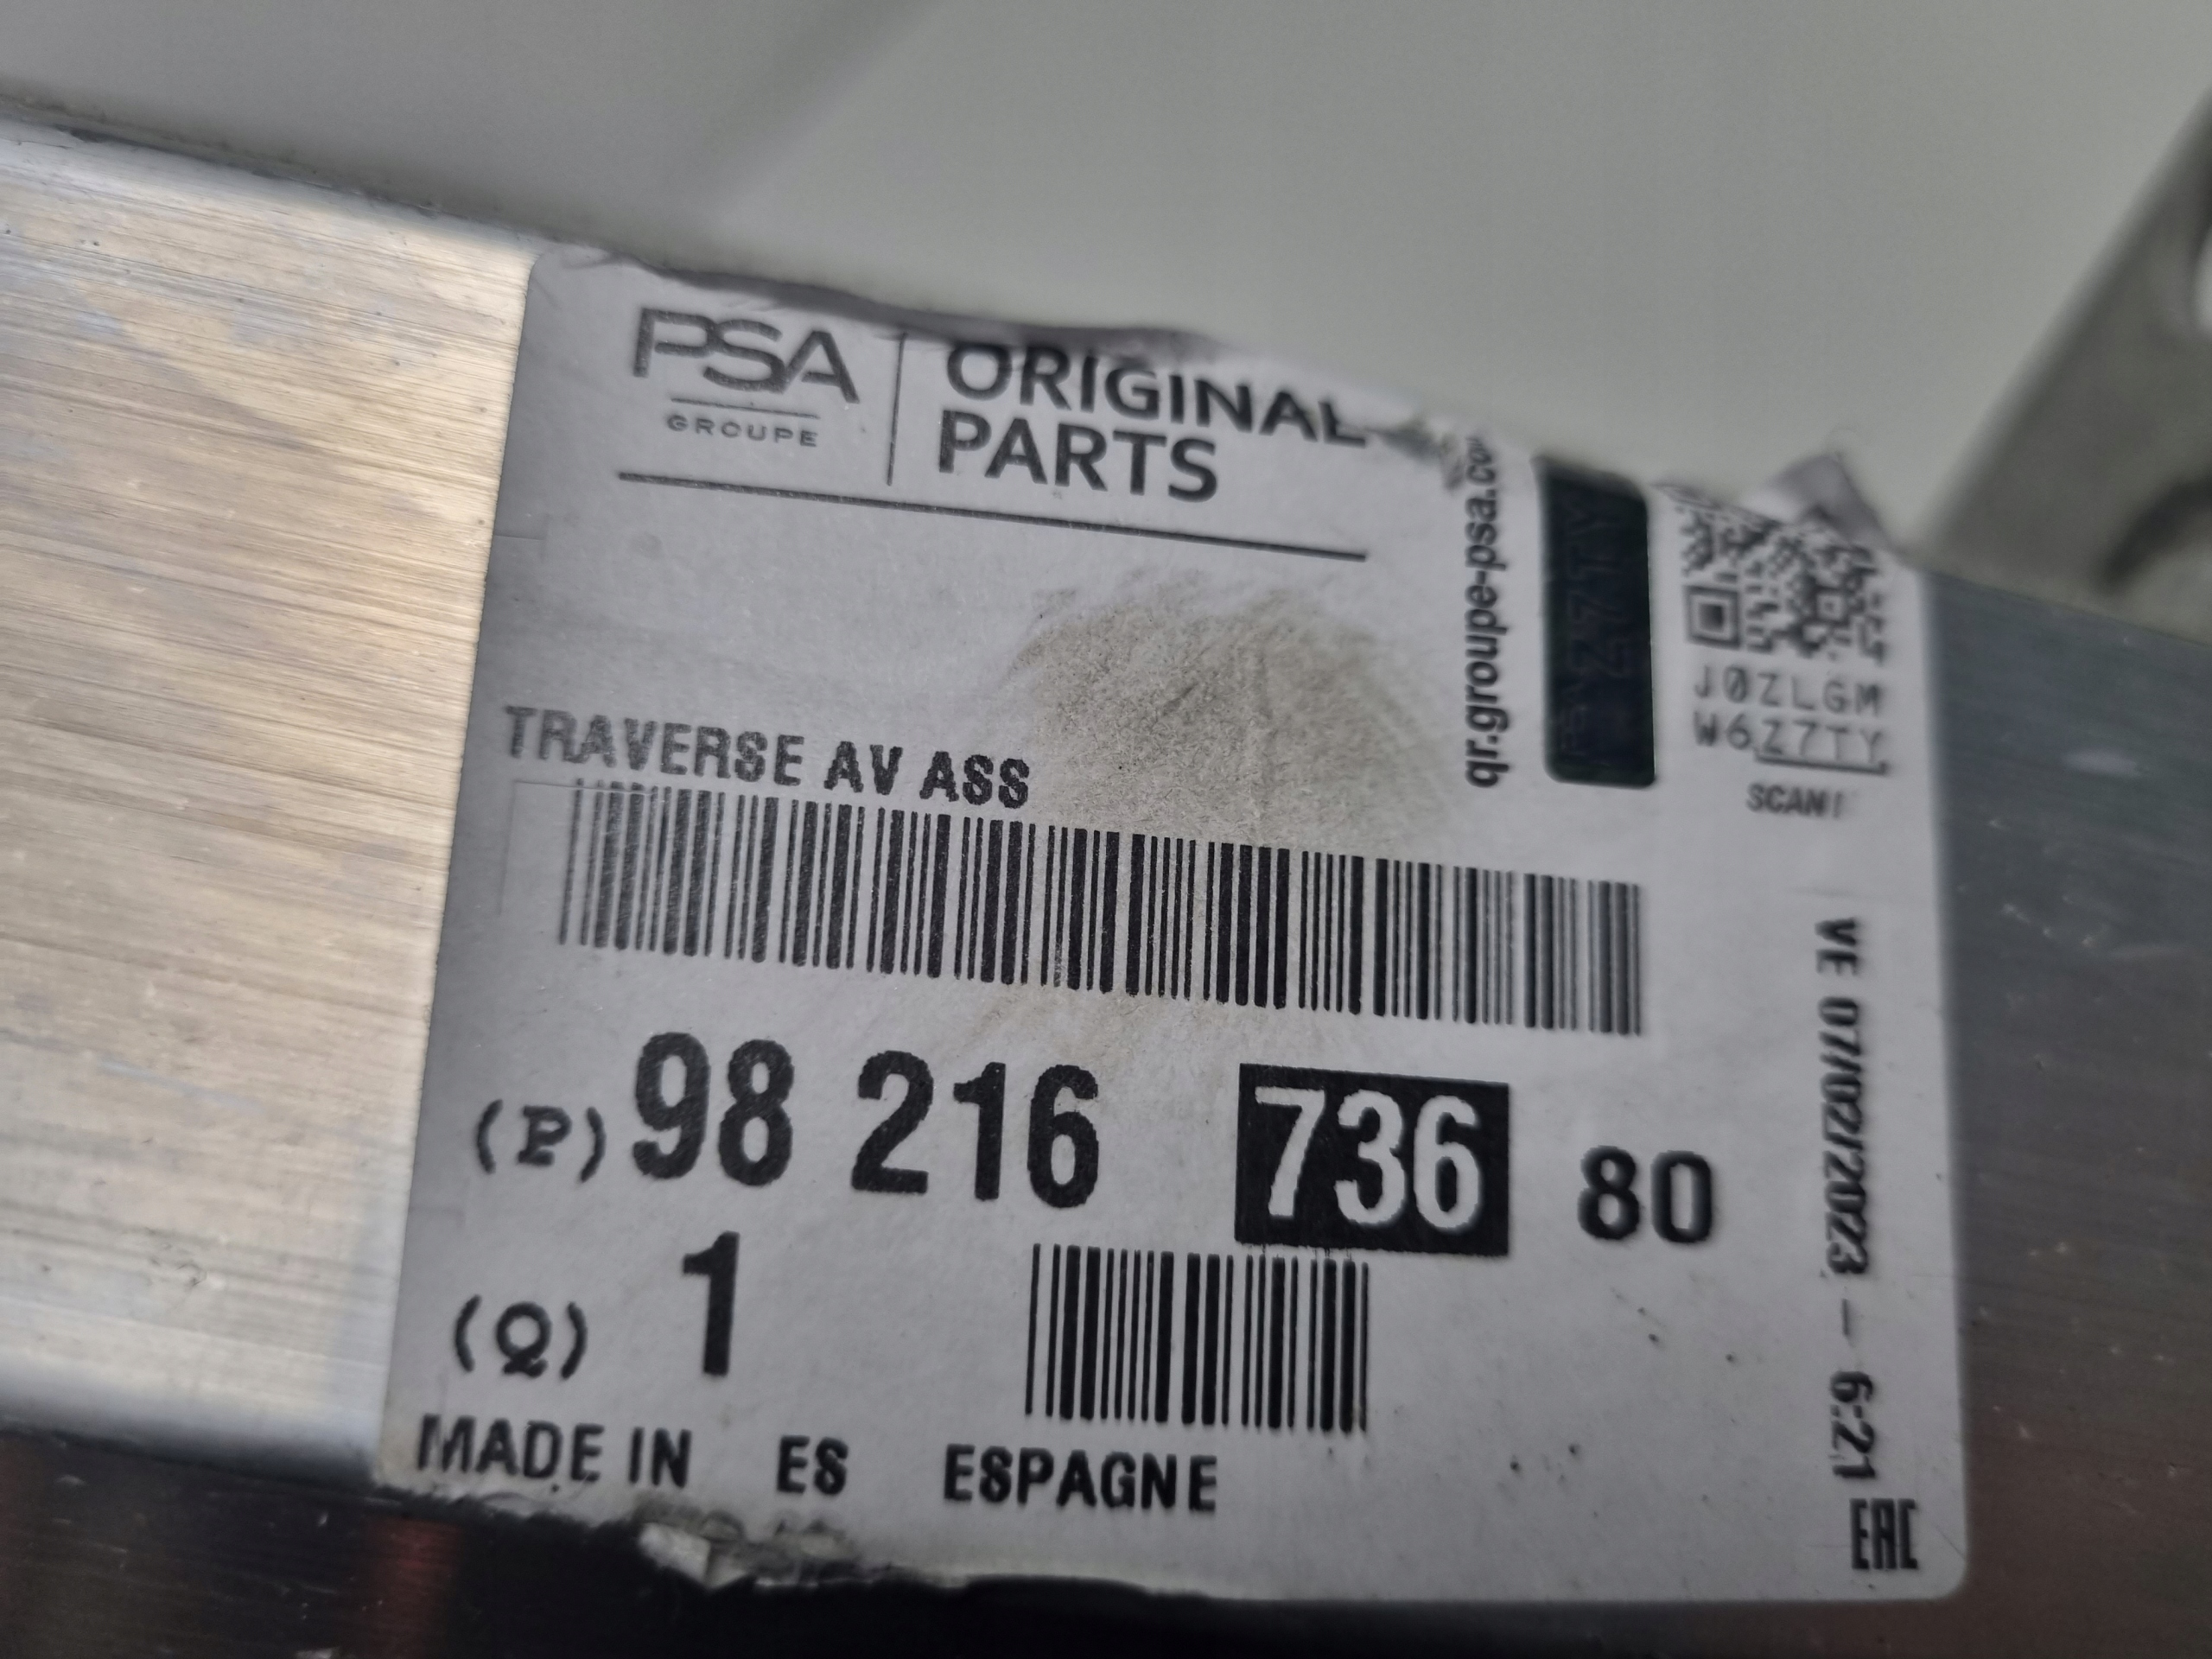 PSA
GROUPE
ORIGINAL
PARTS
qr.groupe-psa.com
Z7TY
J0ZLGM
W6Z7TY
SCAN!
TRAVERSE AV ASS
(P) 98 216 736 80
(Q) 1
MADE IN ES ESPAGNE
VE 07/02/2023 - 6:21
EAC